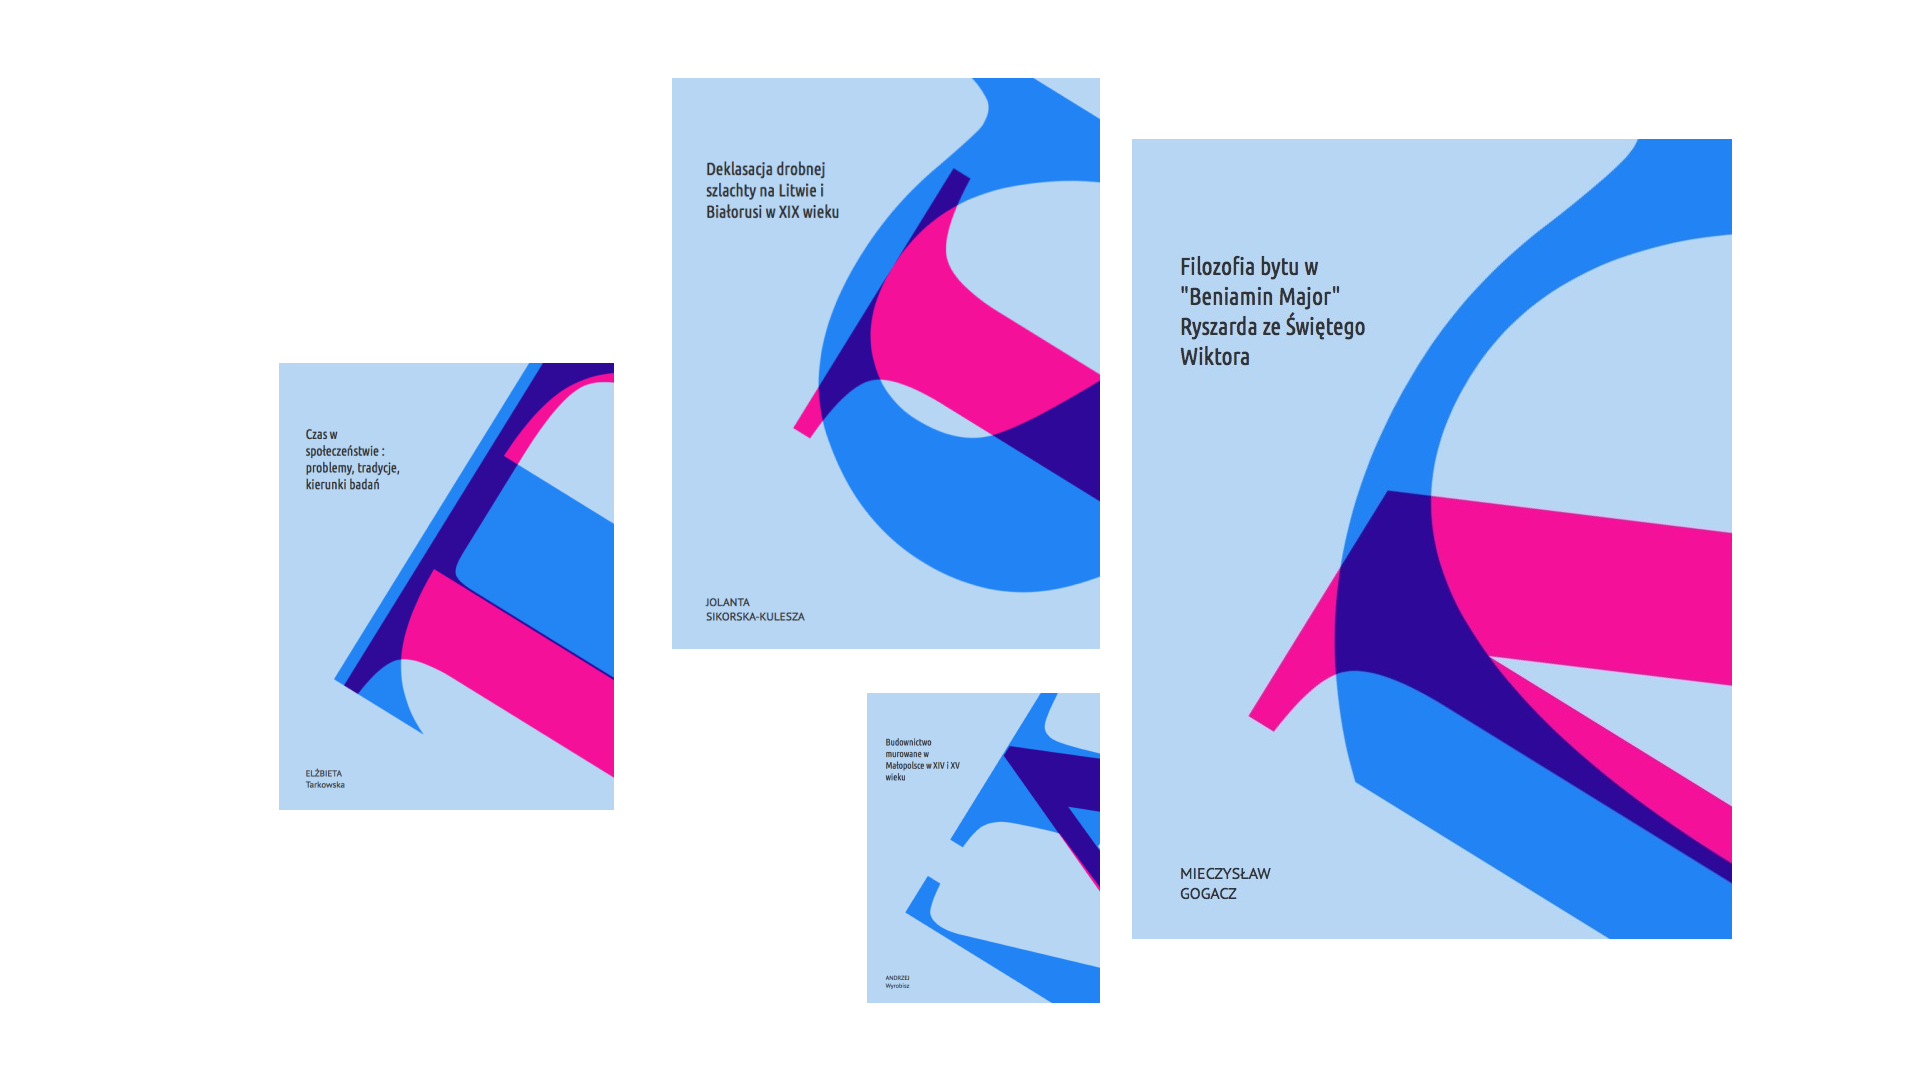 Czas w
społeczeństwie :
problemy, tradycje,
kierunki badań
ELŻBIETA
Tarkowska
Deklasacja drobnej
szlachty na Litwie i
Białorusi w XIX wieku
JOLANTA
SIKORSKA-KULESZA
Budownictwo
murowane w
Małopolsce w XIV i XV
wieku
ANDRZEJ
Wyrobisz
Filozofia bytu w
"Beniamin Major"
Ryszarda ze Świętego
Wiktora
MIECZYSŁAW
GOGACZ